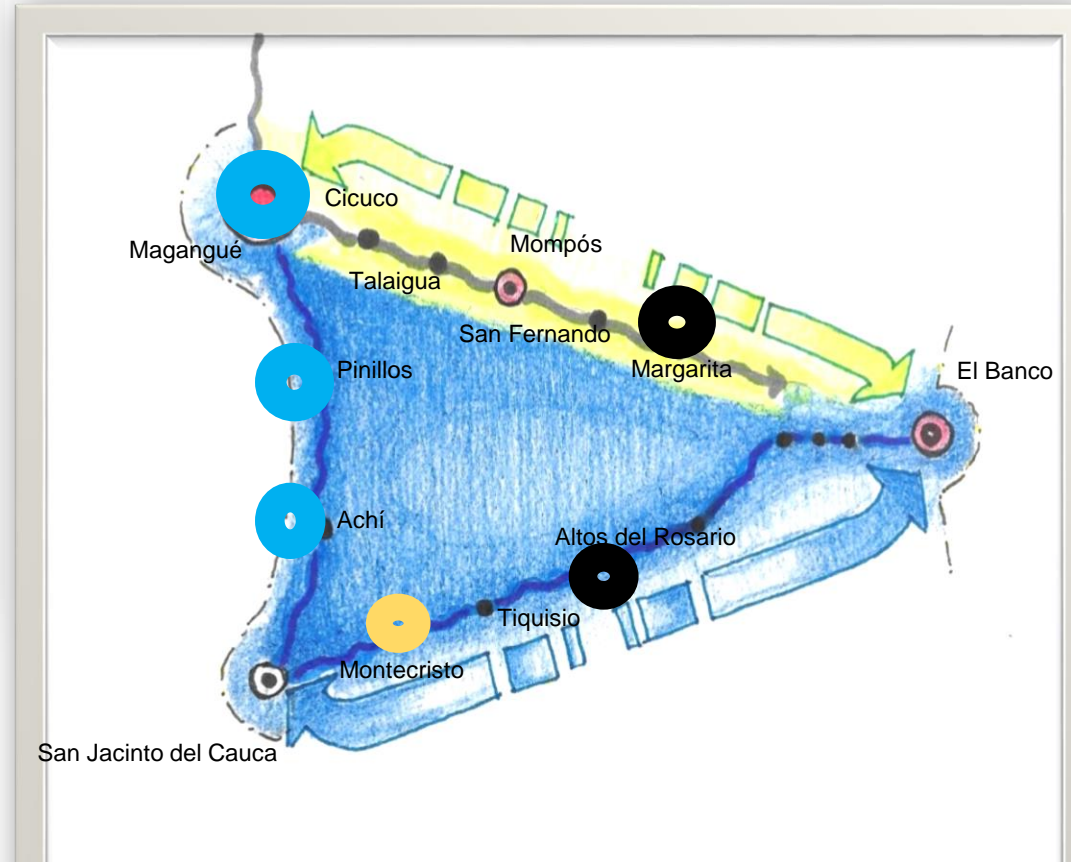 Cicuco
Magangué
Mompós
Talaigua
San Fernando
Margarita
El Banco
Pinillos
Achí
Altos del Rosario
Tiquisio
Montecristo
San Jacinto del Cauca